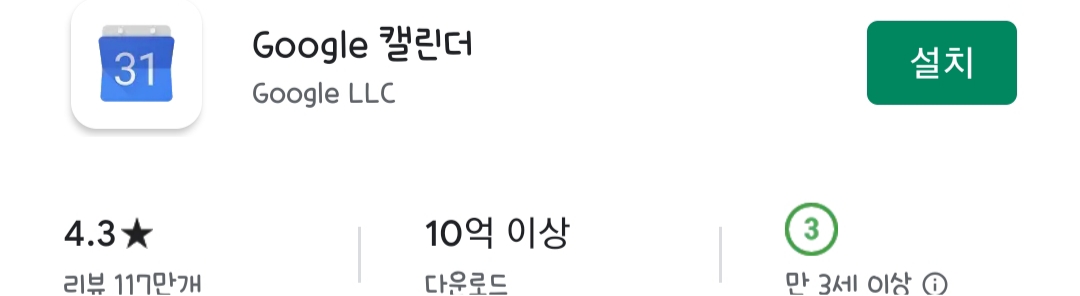 31
Google 캘린더
Google LLC
설치
4.3★
리뷰 117만개
10억 이상
다운로드
3
만 3세 이상